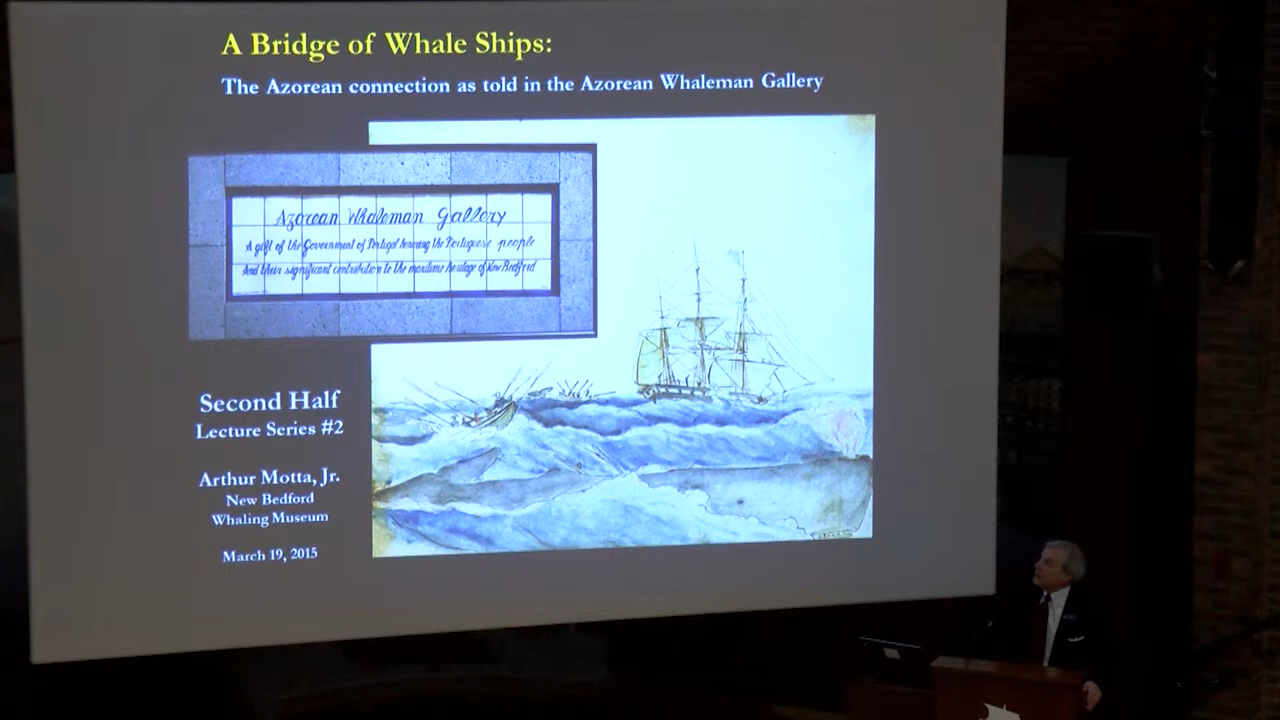 A Bridge of Whale Ships:
The Azorean connection as told in the Azorean Whaleman Gallery
Azorean Whaleman Gallery
A gift of the Government of Portugal honoring the Portuguese people
And their significant contribution to the maritime heritage of New Bedford
Second Half
Lecture Series #2
Arthur Motta, Jr.
New Bedford
Whaling Museum
March 19, 2015